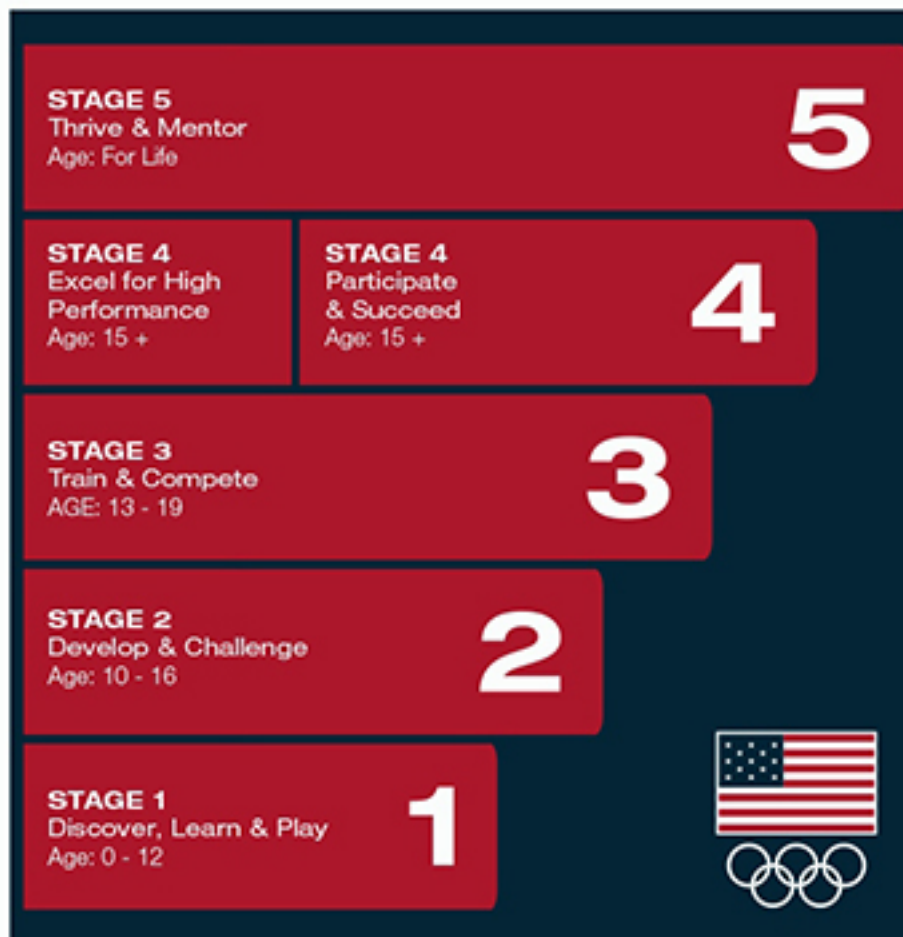 STAGE 5
Thrive & Mentor
Age: For Life
5
STAGE 4
Excel for High
Performance
Age: 15 +
STAGE 4
Participate
& Succeed
Age: 15 +
4
STAGE 3
Train & Compete
AGE: 13 - 19
3
STAGE 2
Develop & Challenge
Age: 10 - 16
2
STAGE 1
Discover, Learn & Play
Age: 0 - 12
1